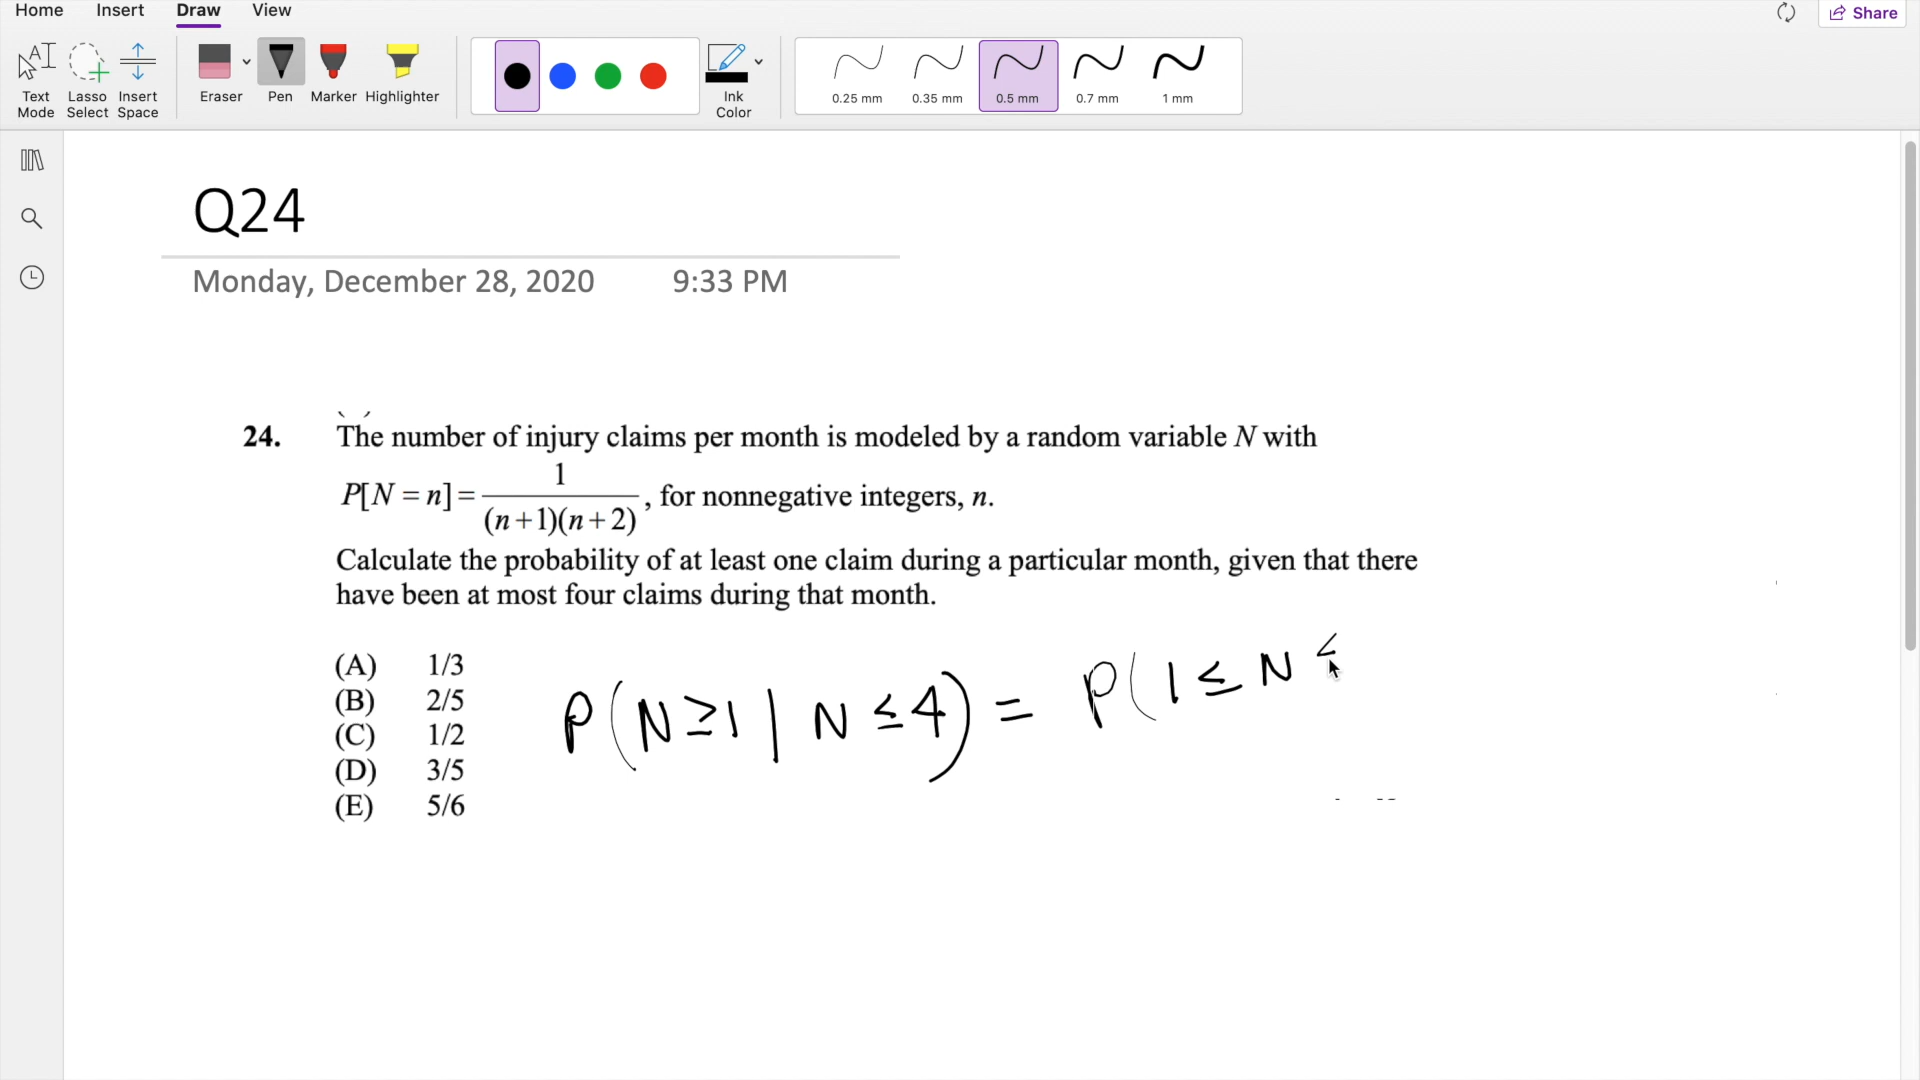 Home Insert Draw View
Share
Text Mode
Lasso Select
Insert Space
Eraser
Pen
Marker
Highlighter
Ink Color
0.25 mm
0.35 mm
0.5 mm
0.7 mm
1 mm
Q24
Monday, December 28, 2020 9:33 PM
24. The number of injury claims per month is modeled by a random variable N with
P[N = n] = 1/((n+1)(n+2)), for nonnegative integers, n.
Calculate the probability of at least one claim during a particular month, given that there
have been at most four claims during that month.
(A) 1/3
(B) 2/5
(C) 1/2
(D) 3/5
(E) 5/6
P(N≥1 | N≤4) = P(1≤N<